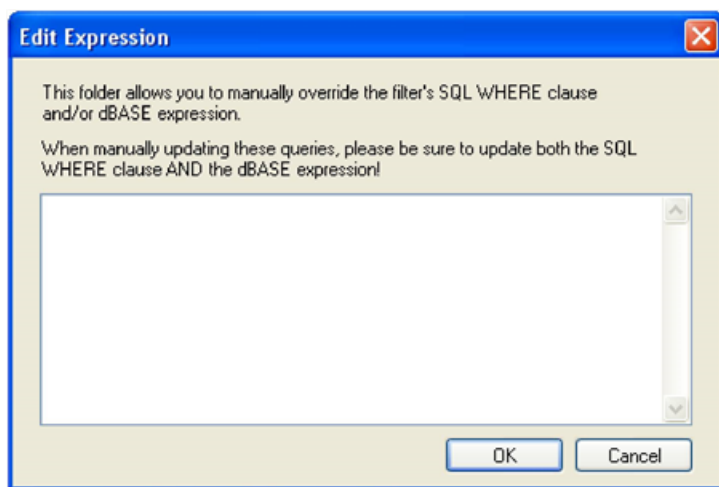 Edit Expression
This folder allows you to manually override the filter's SQL WHERE clause
and/or dBASE expression.
When manually updating these queries, please be sure to update both the SQL
WHERE clause AND the dBASE expression!
OK Cancel